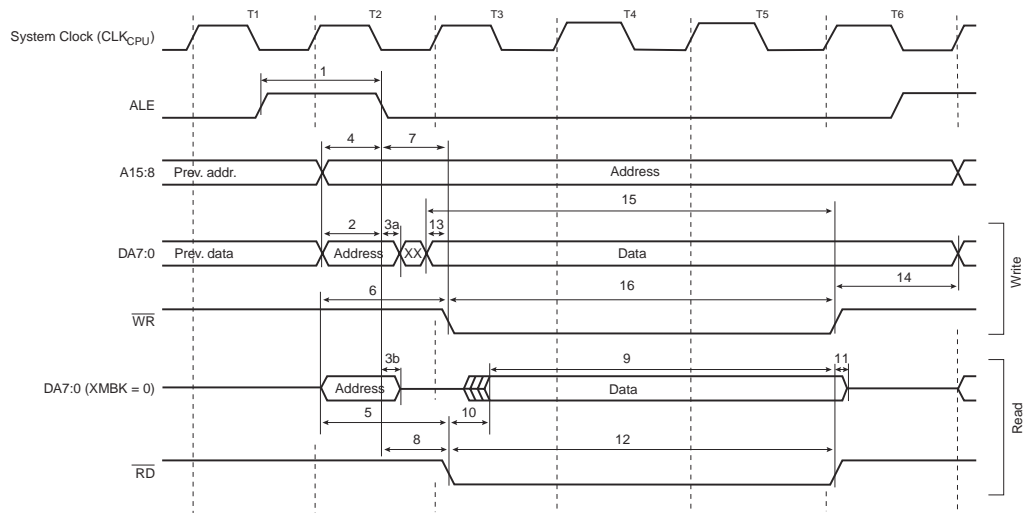 T1 T2 T3 T4 T5 T6
System Clock (CLKCPU)
1
ALE
4 7
A15:8 Prev. addr. Address
15
2 3a 13
DA7:0 Prev. data Address XX Data
14
6 16
WR
Write
3b 9 11
DA7:0 (XMBK = 0) Address Data
5 10
8 12
RD
Read